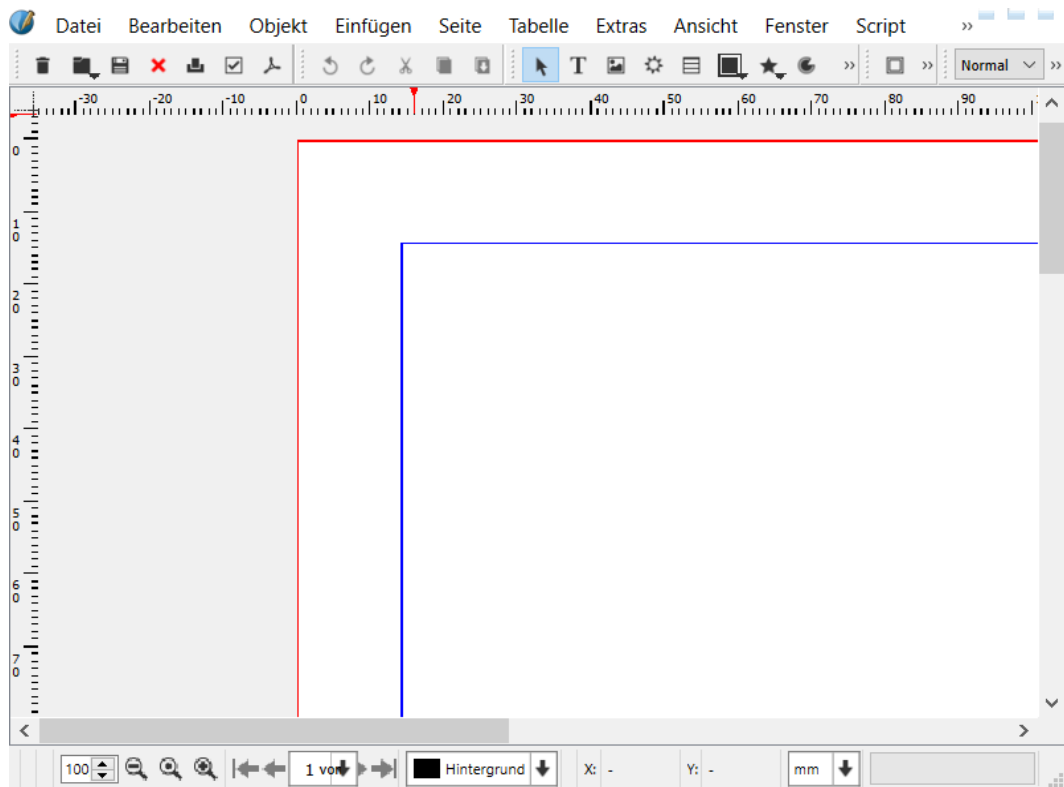 Datei Bearbeiten Objekt Einfügen Seite Tabelle Extras Ansicht Fenster Script »
T » » Normal »
-30 -20 -10 0 10 20 30 40 50 60 70 80 90
0
10
20
30
40
50
60
70
100 1 von Hintergrund X: - Y: - mm